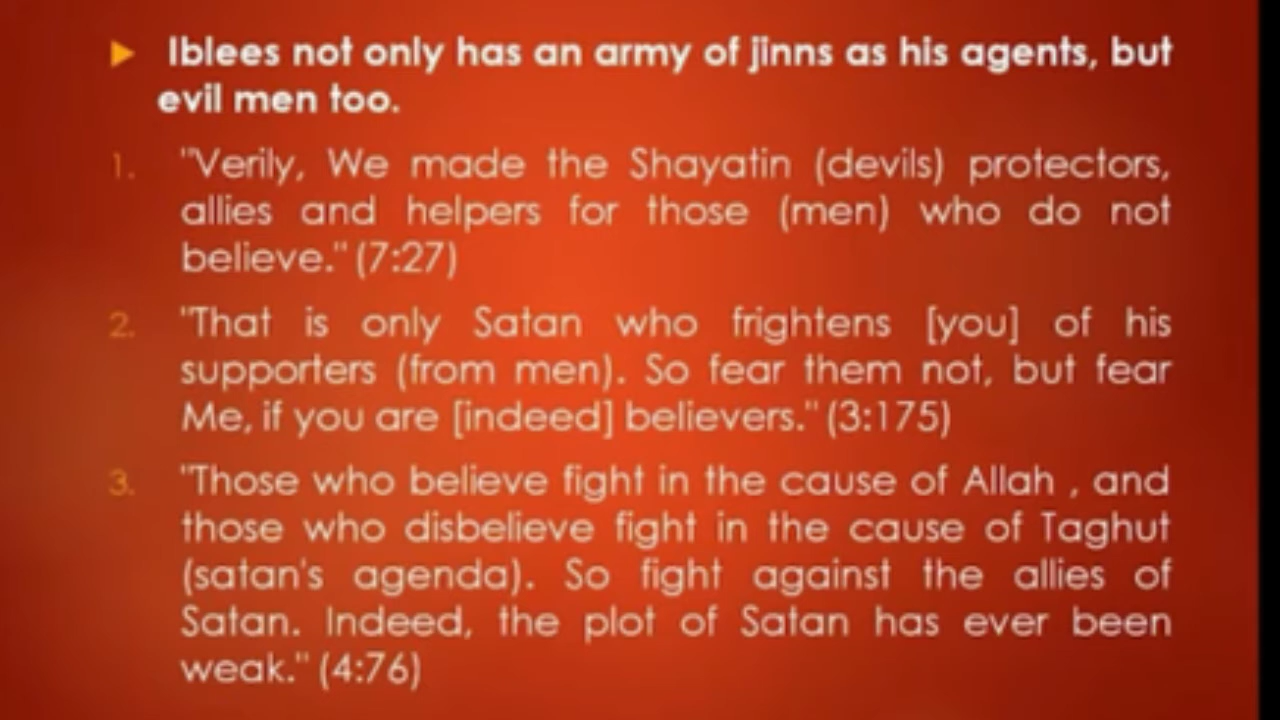 ▶ Iblees not only has an army of jinns as his agents, but
evil men too.
1. "Verily, We made the Shayatin (devils) protectors,
allies and helpers for those (men) who do not
believe." (7:27)
2. "That is only Satan who frightens [you] of his
supporters (from men). So fear them not, but fear
Me, if you are [indeed] believers." (3:175)
3. "Those who believe fight in the cause of Allah , and
those who disbelieve fight in the cause of Taghut
(satan's agenda). So fight against the allies of
Satan. Indeed, the plot of Satan has ever been
weak." (4:76)